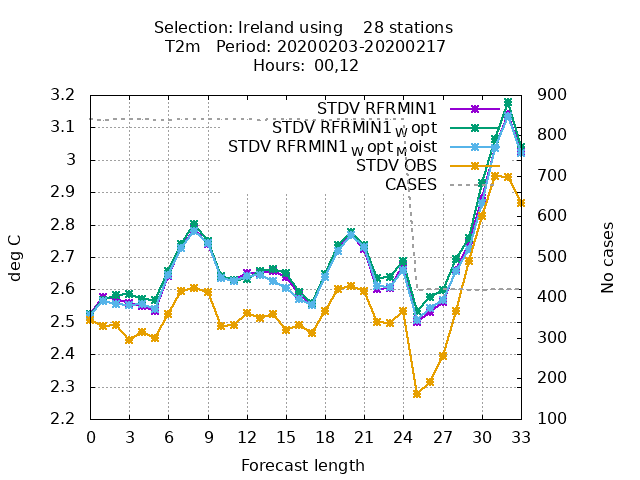 Selection: Ireland using    28 stations
T2m   Period: 20200203-20200217
Hours:  00,12
3.2
3.1
3
2.9
2.8
2.7
2.6
2.5
2.4
2.3
2.2
deg C
STDV RFRMIN1
STDV RFRMIN1_W opt
STDV RFRMIN1_W opt_Moist
STDV OBS
CASES
900
800
700
600
500
400
300
200
100
No cases
0 3 6 9 12 15 18 21 24 27 30 33
Forecast length